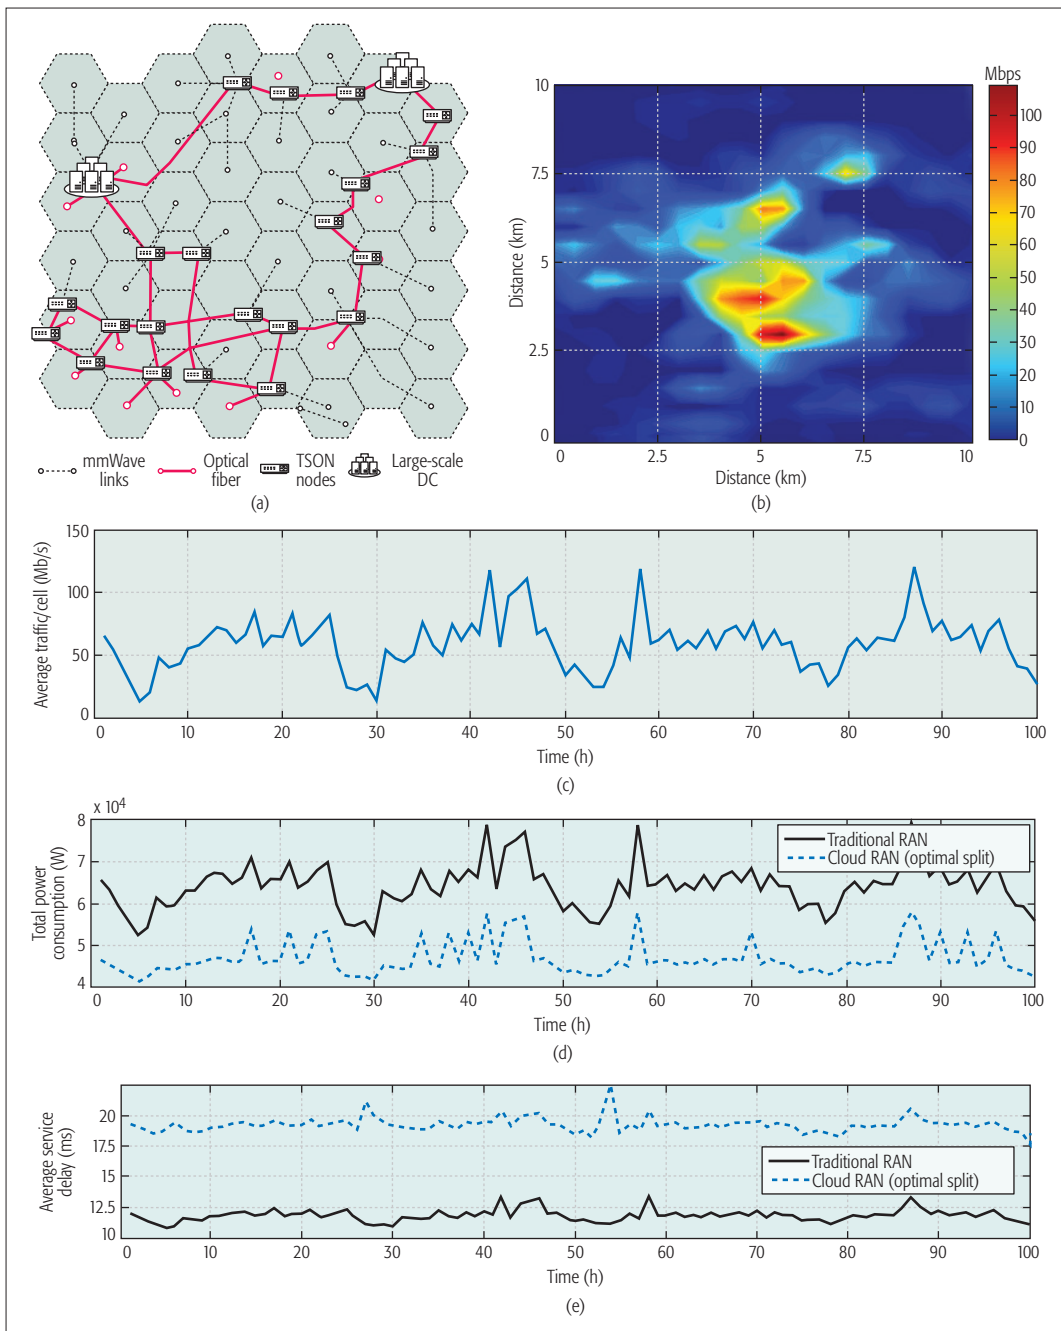 mmWave links
Optical fiber
TSON nodes
Large-scale DC
(a)
Mbps
100
90
80
70
60
50
40
30
20
10
0
10
7.5
5
2.5
0
Distance (km)
0 2.5 5 7.5 10
Distance (km)
(b)
150
100
50
0
Average traffic/cell (Mb/s)
0 10 20 30 40 50 60 70 80 90 100
Time (h)
(c)
x 10⁴
8
7
6
5
4
Total power
consumption (W)
Traditional RAN
Cloud RAN (optimal split)
0 10 20 30 40 50 60 70 80 90 100
Time (h)
(d)
20
17.5
15
12.5
10
Average service
delay (ms)
Traditional RAN
Cloud RAN (optimal split)
0 10 20 30 40 50 60 70 80 90 100
Time (h)
(e)